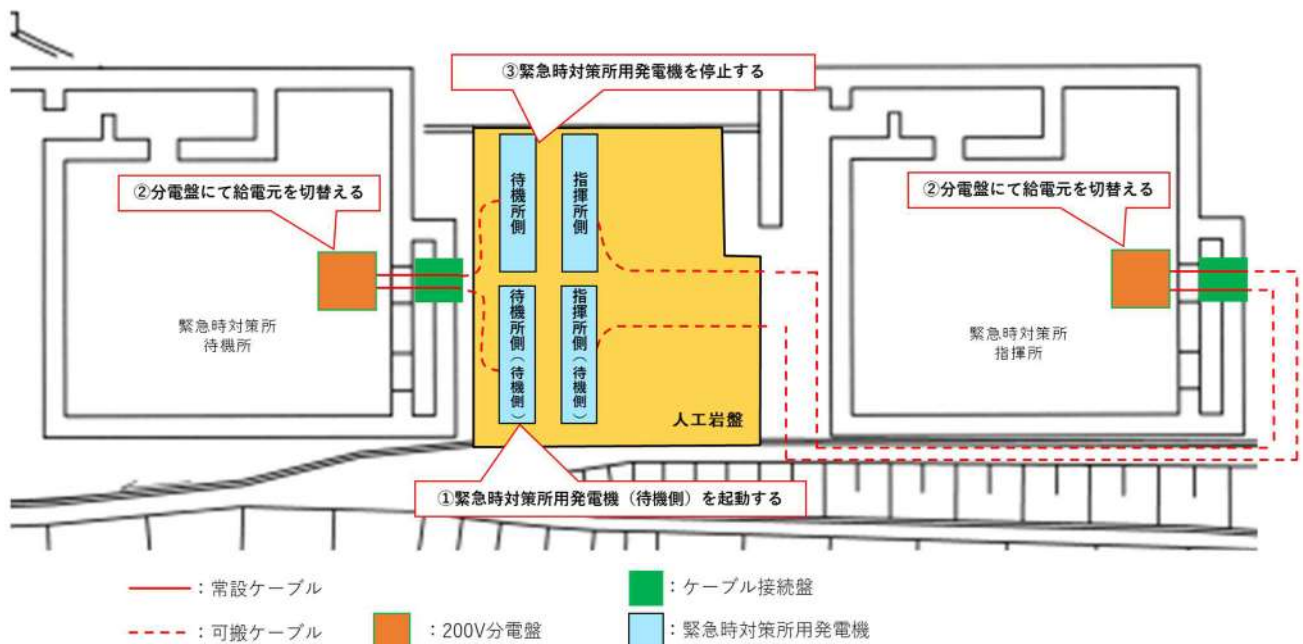 ③緊急時対策所用発電機を停止する
②分電盤にて給電元を切替える
②分電盤にて給電元を切替える
待機所側
指揮所側
待機所側(待機側)
指揮所側(待機側)
緊急時対策所
待機所
緊急時対策所
指揮所
人工岩盤
①緊急時対策所用発電機(待機側)を起動する
:常設ケーブル
:ケーブル接続盤
:可搬ケーブル
:200V分電盤
:緊急時対策所用発電機